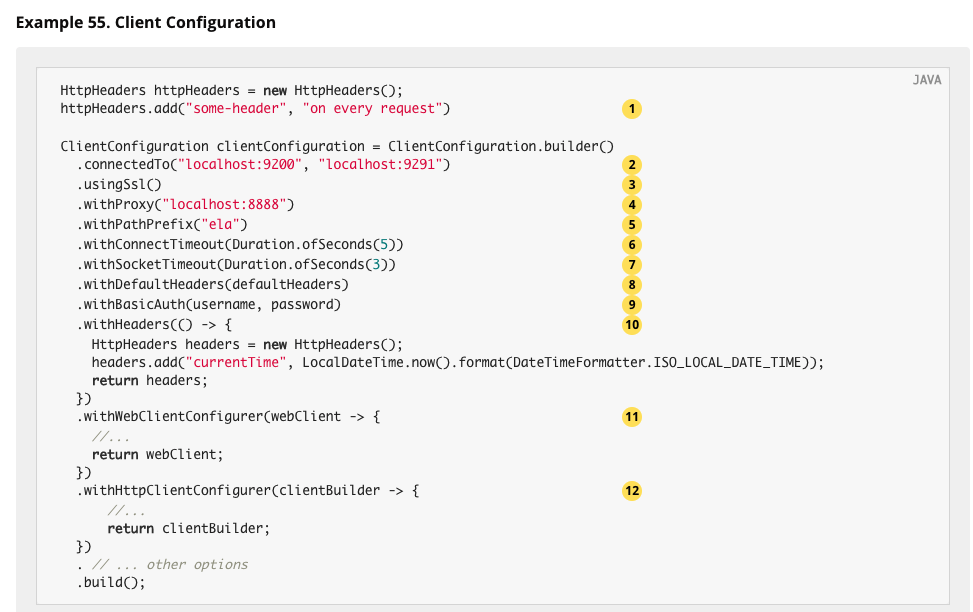 Example 55. Client Configuration
JAVA
HttpHeaders httpHeaders = new HttpHeaders();
httpHeaders.add("some-header", "on every request") 1
ClientConfiguration clientConfiguration = ClientConfiguration.builder()
.connectedTo("localhost:9200", "localhost:9291") 2
.usingSsl() 3
.withProxy("localhost:8888") 4
.withPathPrefix("ela") 5
.withConnectTimeout(Duration.ofSeconds(5)) 6
.withSocketTimeout(Duration.ofSeconds(3)) 7
.withDefaultHeaders(defaultHeaders) 8
.withBasicAuth(username, password) 9
.withHeaders(() -> { 10
HttpHeaders headers = new HttpHeaders();
headers.add("currentTime", LocalDateTime.now().format(DateTimeFormatter.ISO_LOCAL_DATE_TIME));
return headers;
})
.withWebClientConfigurer(webClient -> { 11
//...
return webClient;
})
.withHttpClientConfigurer(clientBuilder -> { 12
//...
return clientBuilder;
})
. // ... other options
.build();